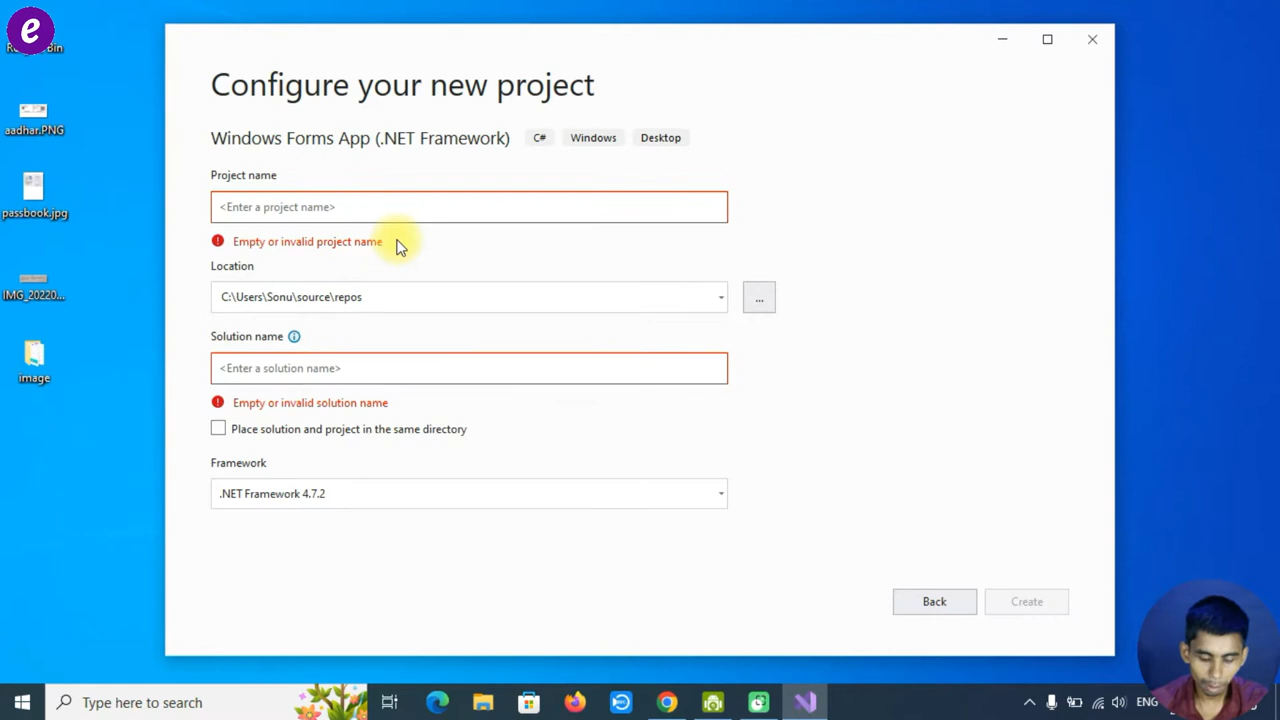 e
Bin
aadhar.PNG
passbook.jpg
IMG_20220...
image
Configure your new project
Windows Forms App (.NET Framework) C# Windows Desktop
Project name
<Enter a project name>
Empty or invalid project name
Location
C:\Users\Sonu\source\repos
...
Solution name
<Enter a solution name>
Empty or invalid solution name
Place solution and project in the same directory
Framework
.NET Framework 4.7.2
Back
Create
Type here to search
ENG